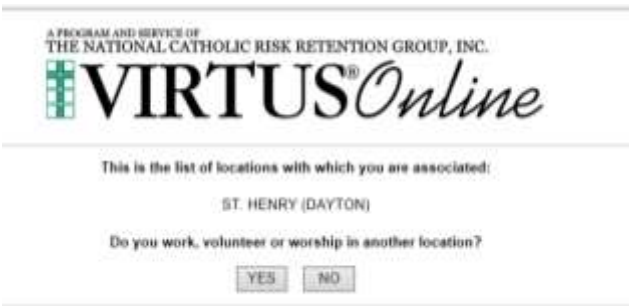 A PROGRAM AND SERVICE OF
THE NATIONAL CATHOLIC RISK RETENTION GROUP, INC.
VIRTUS® Online
This is the list of locations with which you are associated:
ST. HENRY (DAYTON)
Do you work, volunteer or worship in another location?
YES NO